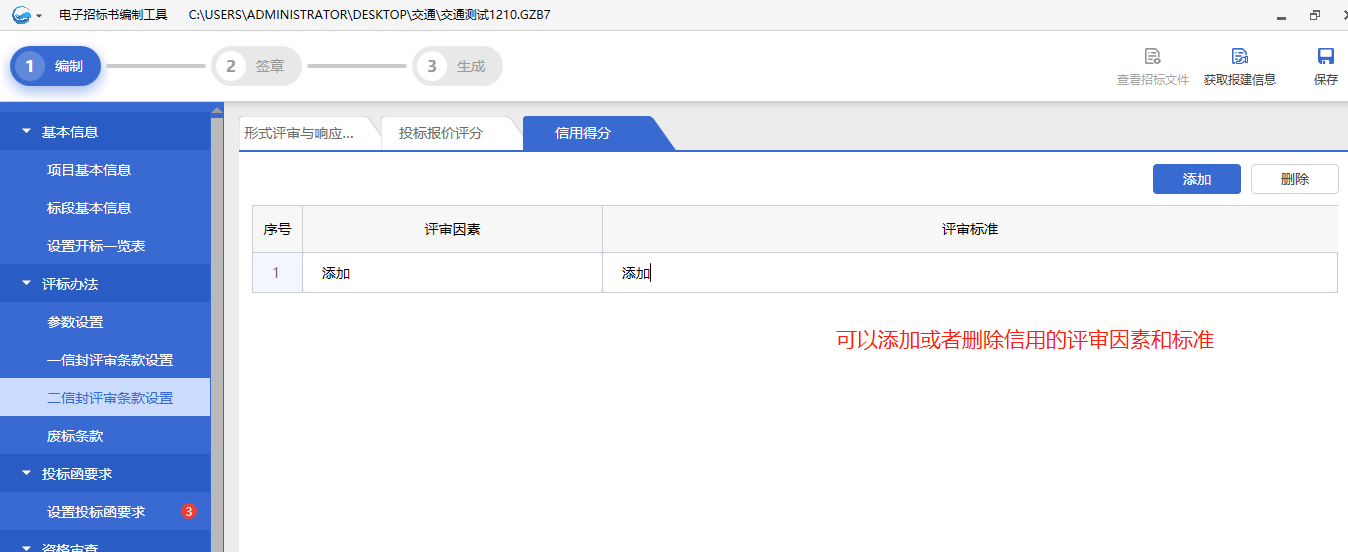 电子招标书编制工具 C:\USERS\ADMINISTRATOR\DESKTOP\交通\交通测试1210.GZB7
1 编制 2 签章 3 生成
查看招标文件 获取报建信息 保存
基本信息
项目基本信息
标段基本信息
设置开标一览表
评标办法
参数设置
一信封评审条款设置
二信封评审条款设置
废标条款
投标函要求
设置投标函要求 3
资格审查
形式评审与响应... 投标报价评分 信用得分
添加 删除
序号 评审因素 评审标准
1 添加 添加
可以添加或者删除信用的评审因素和标准